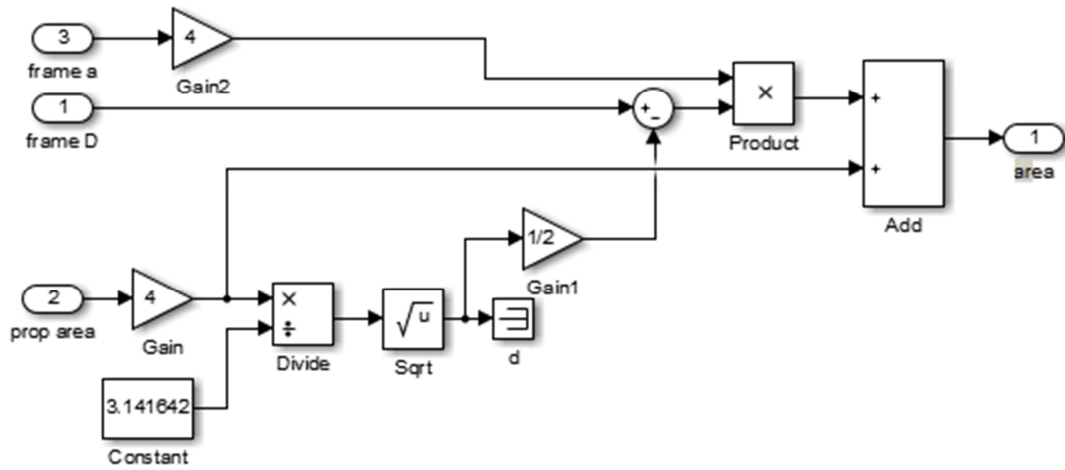 3
frame a
4
Gain2
1
frame D
+
−
×
Product
+
+
Add
1
area
1/2
Gain1
2
prop area
4
Gain
×
÷
Divide
√u
Sqrt
d
3.141642
Constant